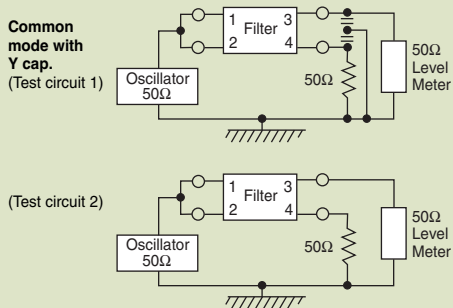 Common
mode with
Y cap.
(Test circuit 1)
1 Filter 3
2 4
Oscillator
50Ω
50Ω
50Ω
Level
Meter
(Test circuit 2)
1 Filter 3
2 4
Oscillator
50Ω
50Ω
50Ω
Level
Meter